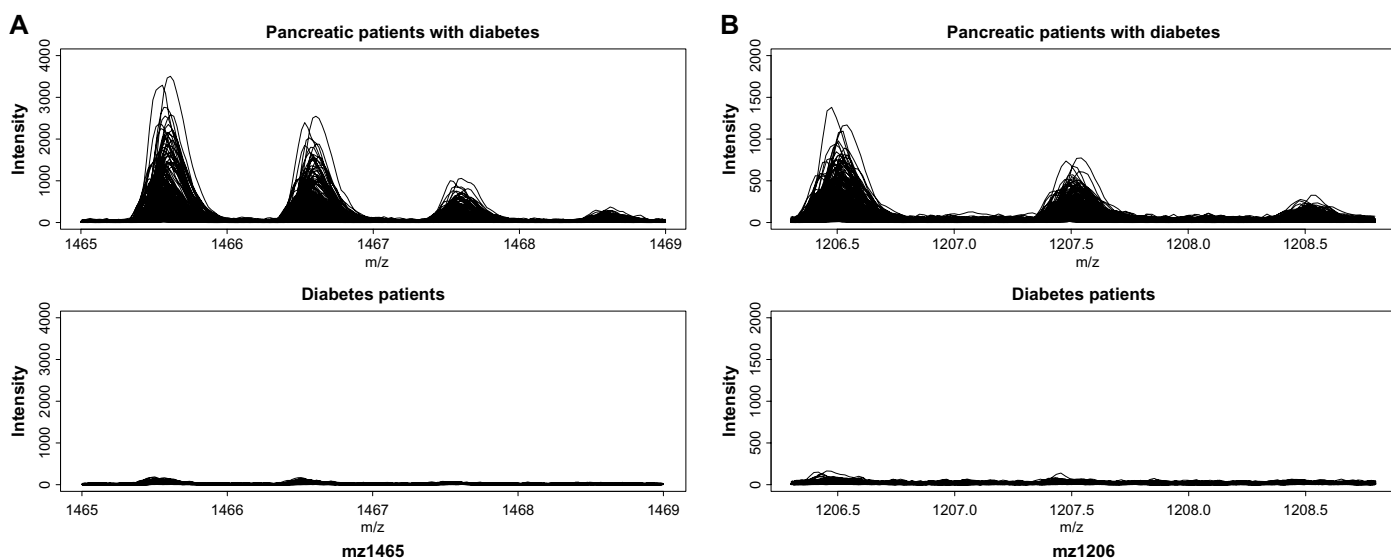 A
Pancreatic patients with diabetes
Intensity
4000
3000
2000
1000
0
1465 1466 1467 1468 1469
m/z
Diabetes patients
Intensity
4000
3000
2000
1000
0
1465 1466 1467 1468 1469
m/z
mz1465
B
Pancreatic patients with diabetes
Intensity
2000
1500
1000
500
0
1206.5 1207.0 1207.5 1208.0 1208.5
m/z
Diabetes patients
Intensity
2000
1500
1000
500
0
1206.5 1207.0 1207.5 1208.0 1208.5
m/z
mz1206